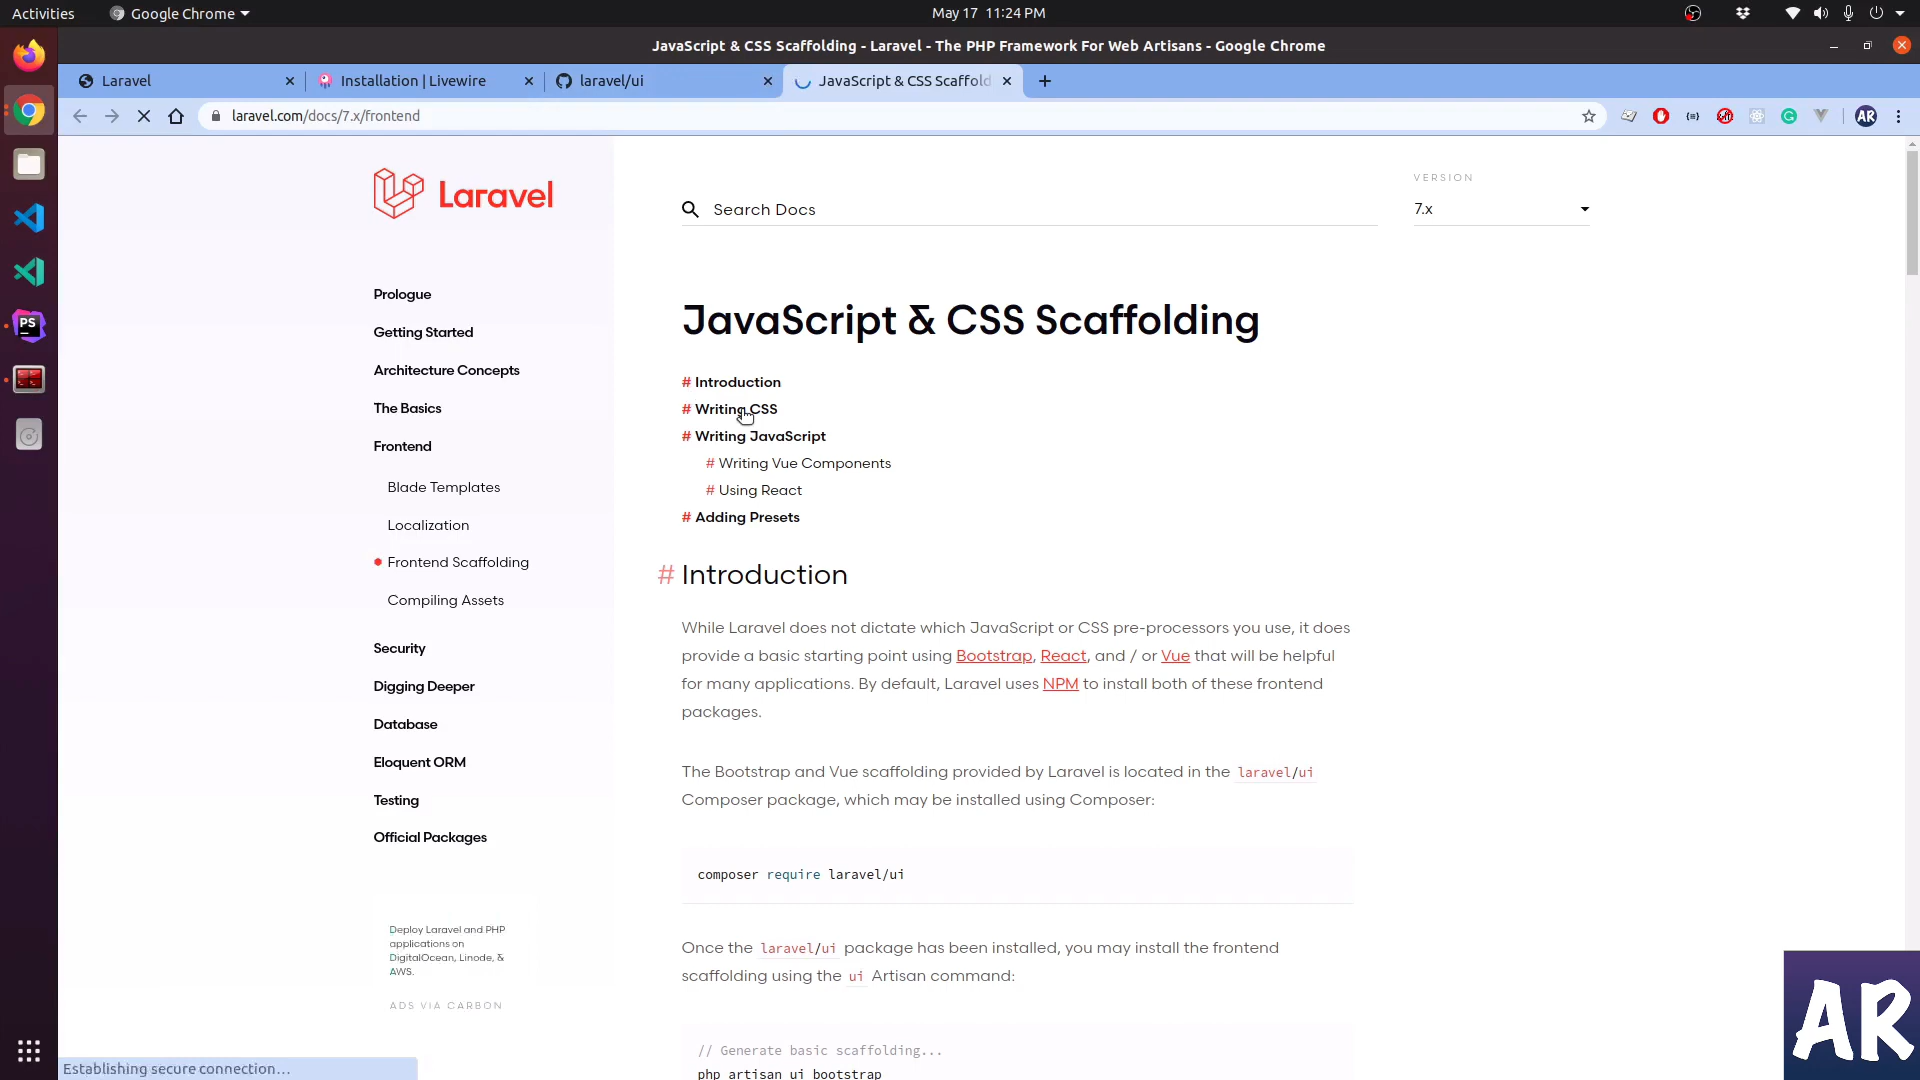 Activities
Google Chrome
May 17 11:24 PM
JavaScript & CSS Scaffolding - Laravel - The PHP Framework For Web Artisans - Google Chrome
Laravel
Installation | Livewire
laravel/ui
JavaScript & CSS Scaffold
laravel.com/docs/7.x/frontend
AR
Laravel
Prologue
Getting Started
Architecture Concepts
The Basics
Frontend
Blade Templates
Localization
Frontend Scaffolding
Compiling Assets
Security
Digging Deeper
Database
Eloquent ORM
Testing
Official Packages
Deploy Laravel and PHP
applications on
DigitalOcean, Linode, &
AWS.
ADS VIA CARBON
Search Docs
VERSION
7.x
JavaScript & CSS Scaffolding
# Introduction
# Writing CSS
# Writing JavaScript
# Writing Vue Components
# Using React
# Adding Presets
# Introduction
While Laravel does not dictate which JavaScript or CSS pre-processors you use, it does
provide a basic starting point using Bootstrap, React, and / or Vue that will be helpful
for many applications. By default, Laravel uses NPM to install both of these frontend
packages.
The Bootstrap and Vue scaffolding provided by Laravel is located in the laravel/ui
Composer package, which may be installed using Composer:
composer require laravel/ui
Once the laravel/ui package has been installed, you may install the frontend
scaffolding using the ui Artisan command:
// Generate basic scaffolding...
php artisan ui bootstrap
Establishing secure connection...
PS
AR